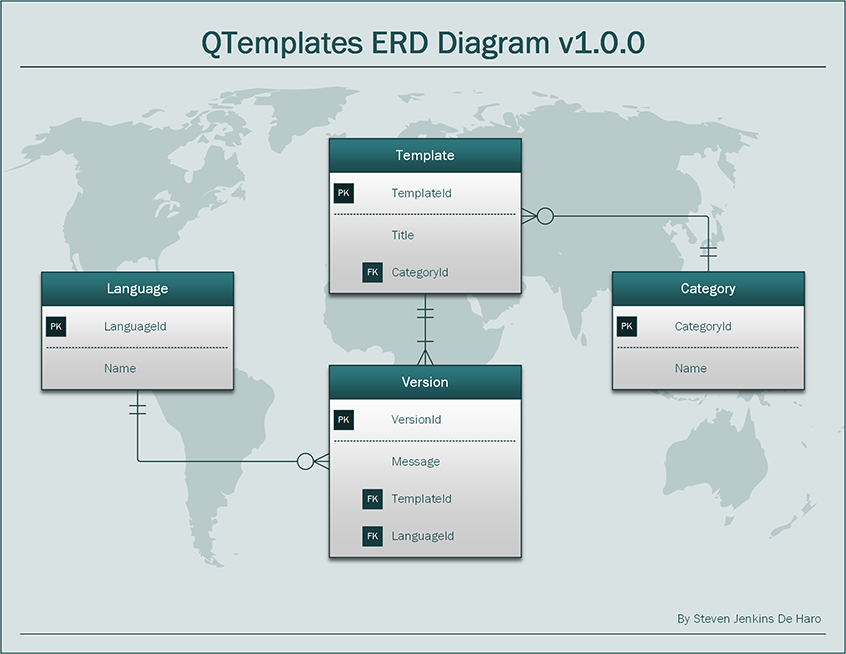 QTemplates ERD Diagram v1.0.0
Template
PK TemplateId
Title
FK CategoryId
Language
PK LanguageId
Name
Category
PK CategoryId
Name
Version
PK VersionId
Message
FK TemplateId
FK LanguageId
By Steven Jenkins De Haro